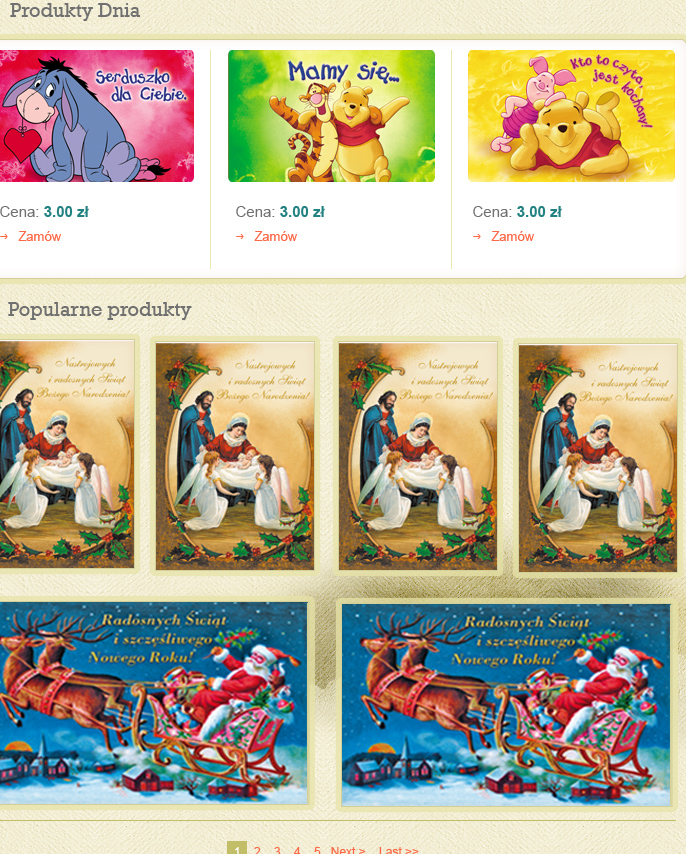 Produkty Dnia
Serduszko
dla Ciebie.
Mamy się...
Kto to czyta,
jest kochany!
Cena: 3.00 zł
Cena: 3.00 zł
Cena: 3.00 zł
→ Zamów
→ Zamów
→ Zamów
Popularne produkty
Nastrojowych
i radosnych Świąt
Bożego Narodzenia!
Nastrojowych
i radosnych Świąt
Bożego Narodzenia!
Nastrojowych
i radosnych Świąt
Bożego Narodzenia!
Nastrojowych
i radosnych Świąt
Bożego Narodzenia!
Radosnych Świąt
i szczęśliwego
Nowego Roku!
Radosnych Świąt
i szczęśliwego
Nowego Roku!
1 2 3 4 5 Next > Last >>